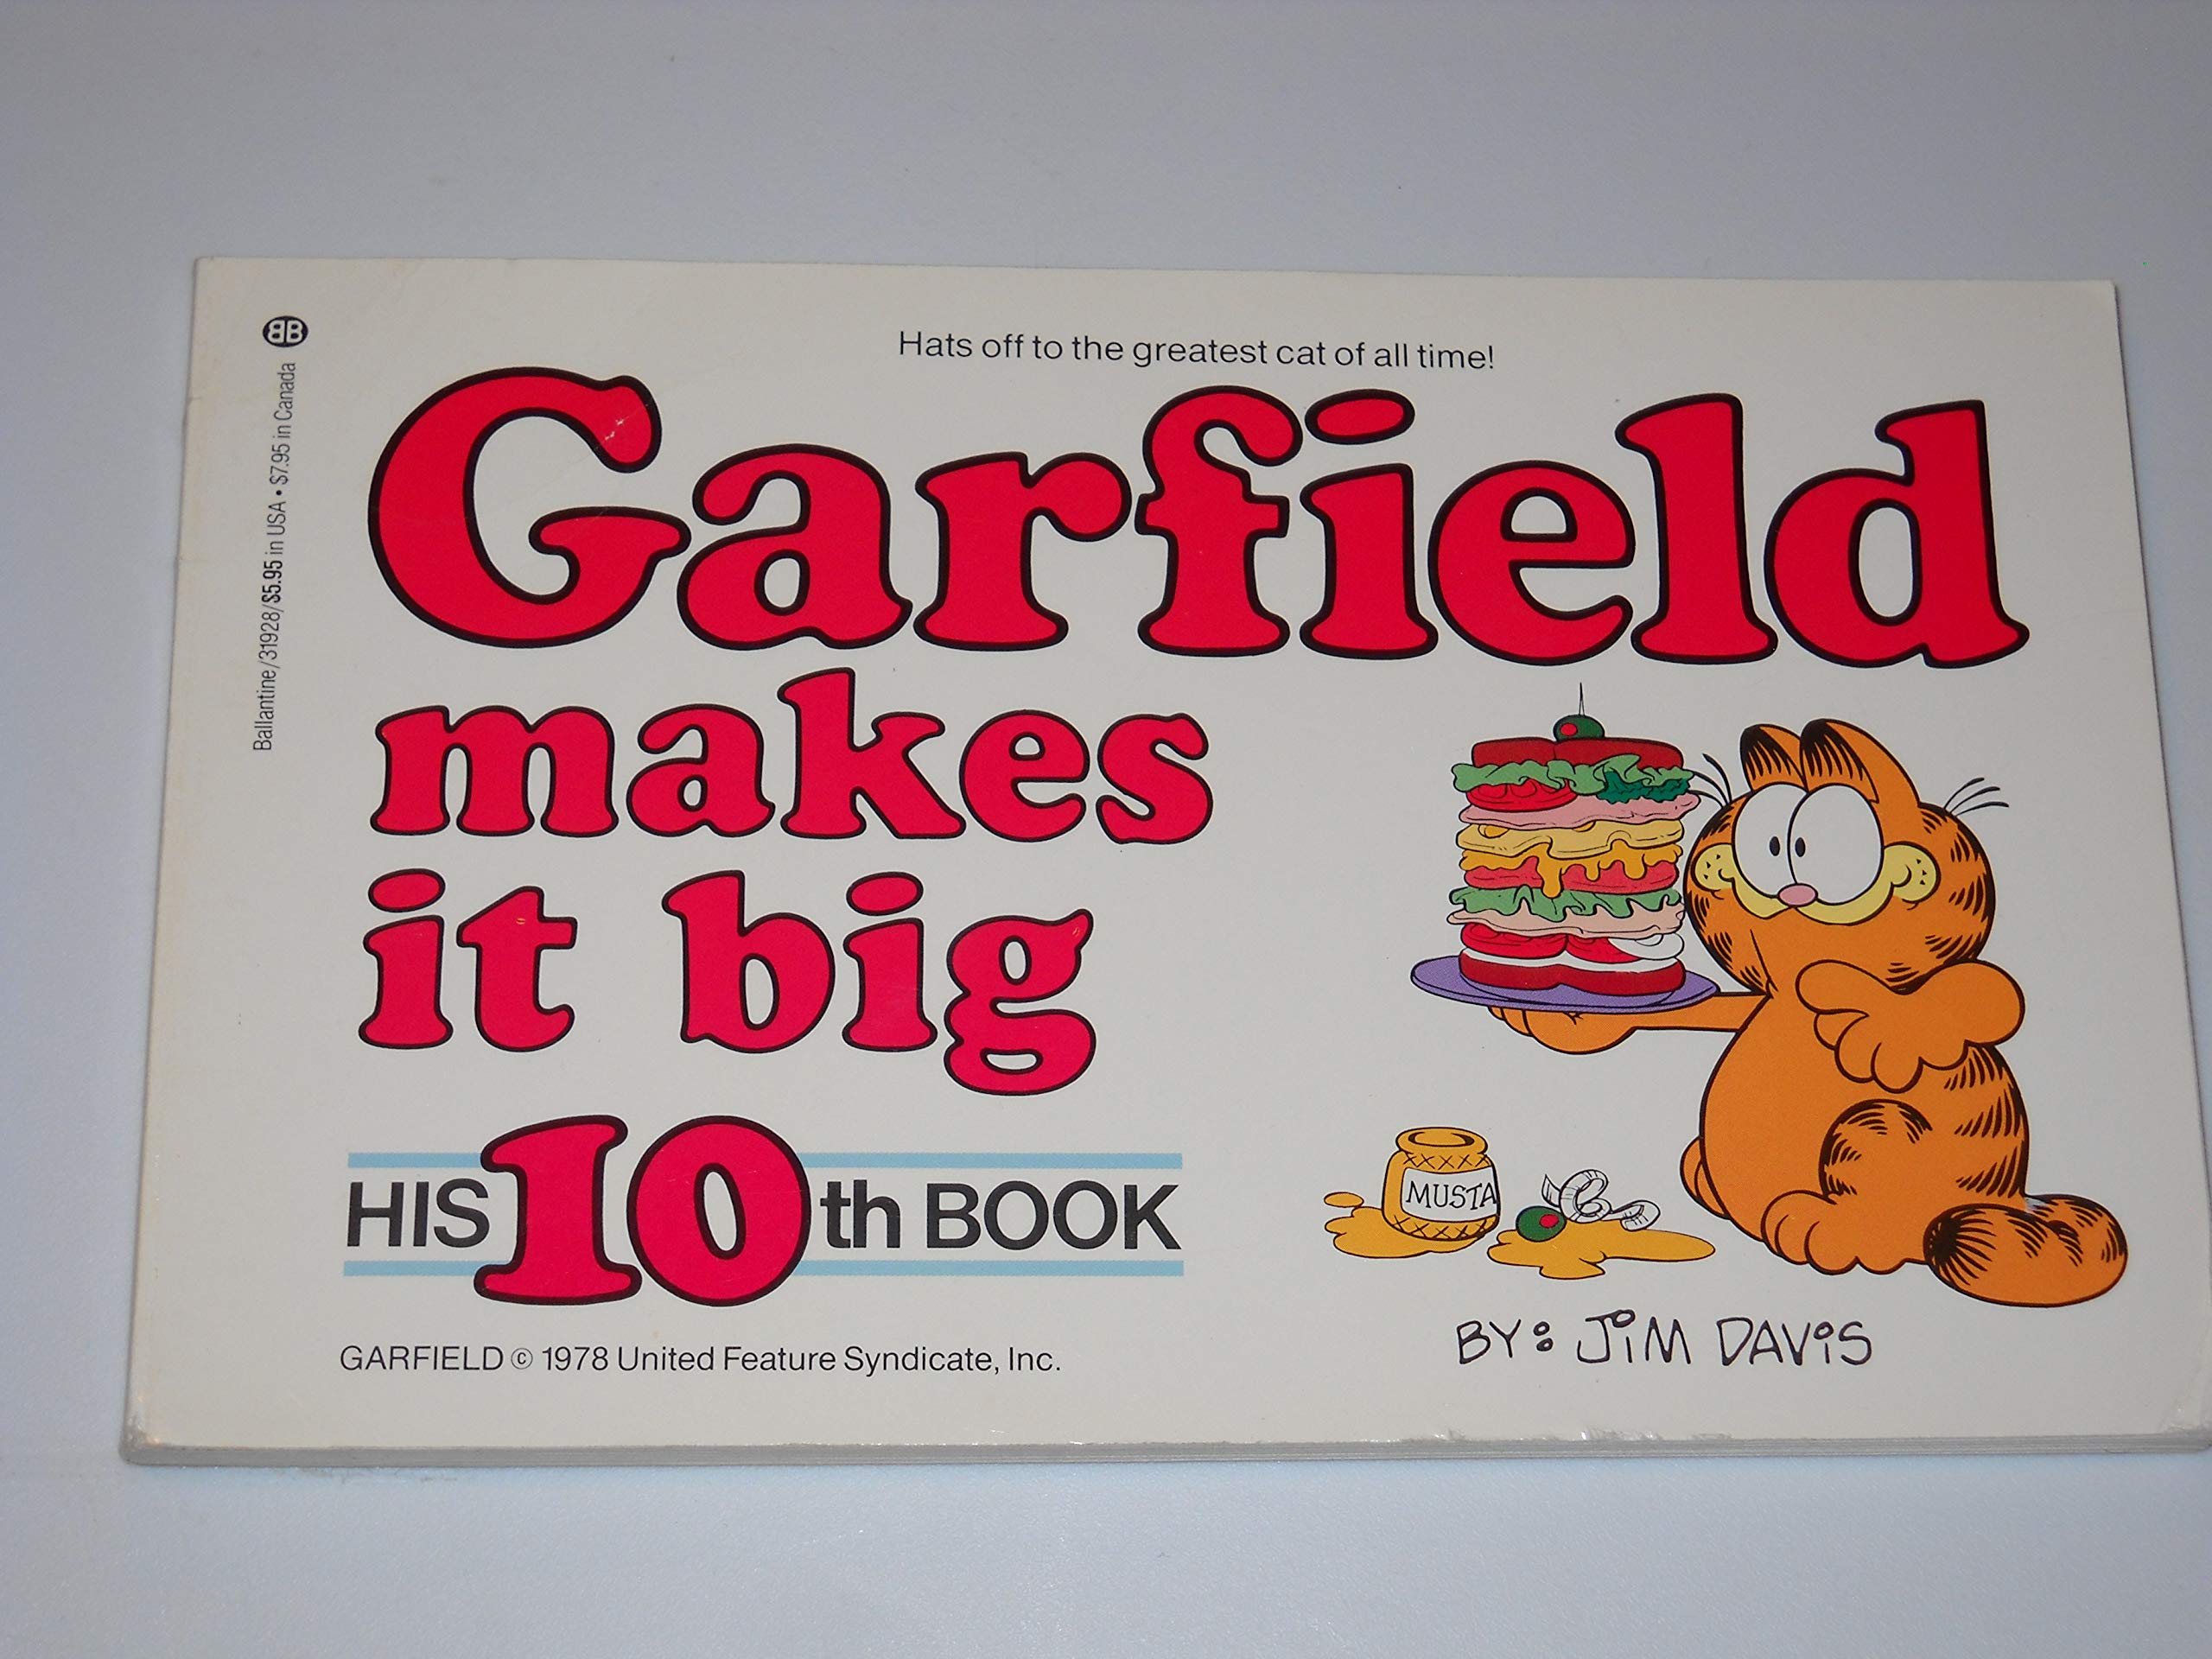 BB
Ballantine/31928/$5.95 in USA • $7.95 in Canada
Hats off to the greatest cat of all time!
Garfield
makes
it big
HIS 10th BOOK
MUSTA
BY: JIM DAVIS
GARFIELD © 1978 United Feature Syndicate, Inc.